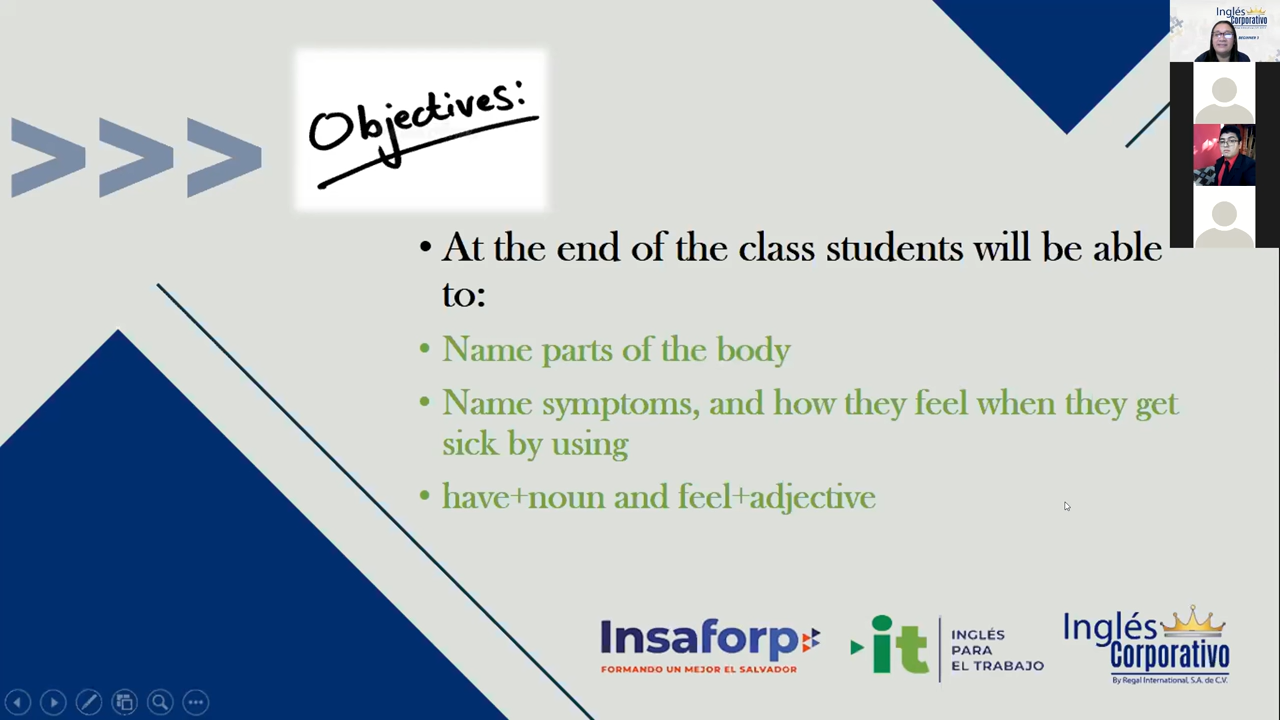 Inglés
Corporativo
BEGINNER 3
>>>
Objectives:
• At the end of the class students will be able
to:
• Name parts of the body
• Name symptoms, and how they feel when they get
sick by using
• have+noun and feel+adjective
Insaforp
FORMANDO UN MEJOR EL SALVADOR
it
INGLÉS
PARA
EL TRABAJO
Inglés
Corporativo
By Regal International, S.A. de C.V.